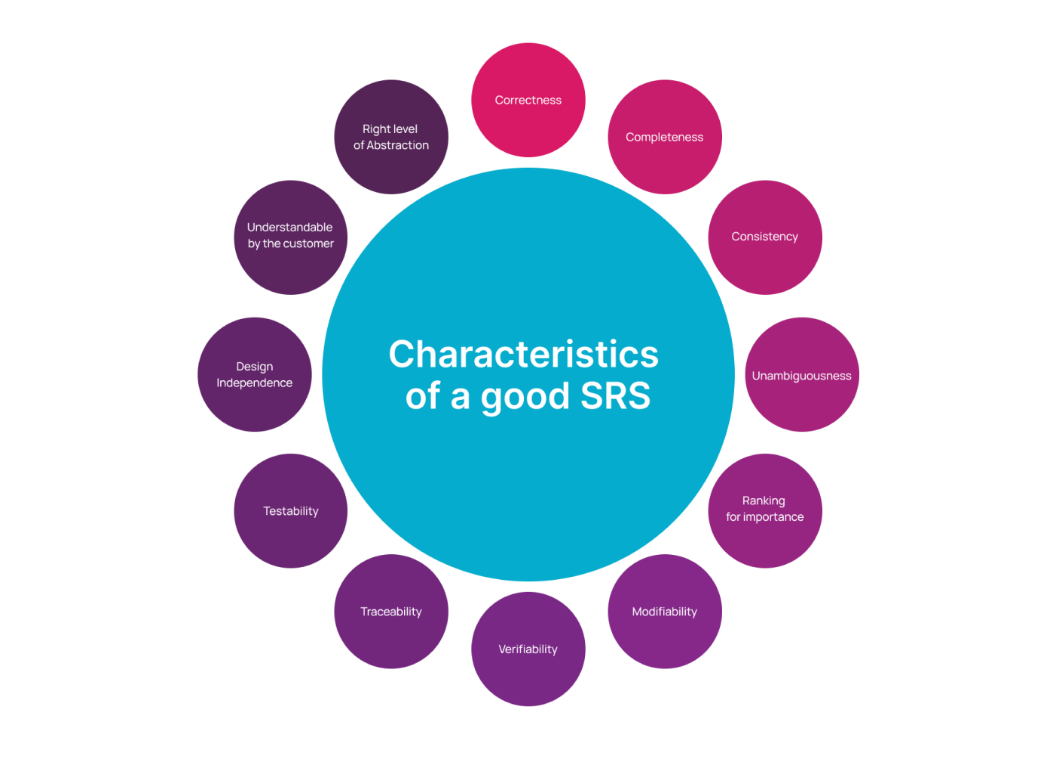 Correctness
Completeness
Consistency
Unambiguousness
Ranking
for importance
Modifiability
Verifiability
Traceability
Testability
Design
Independence
Understandable
by the customer
Right level
of Abstraction
Characteristics
of a good SRS